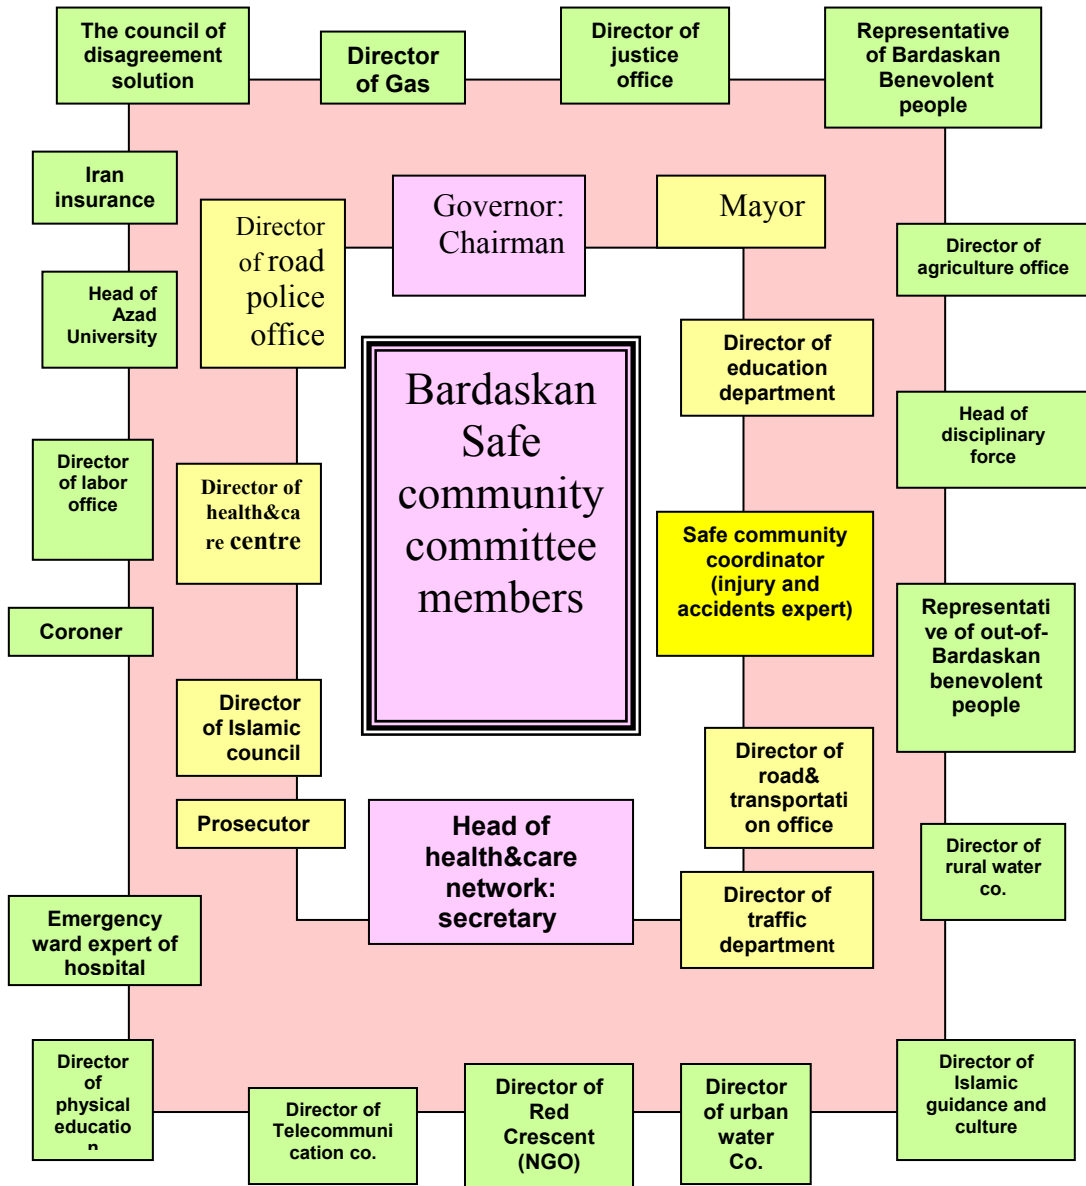 The council of
disagreement
solution
Director
of Gas
Director of
justice
office
Representative
of Bardaskan
Benevolent
people
Iran
insurance
Director
of road
police
office
Governor:
Chairman
Mayor
Director of
agriculture office
Head of
Azad
University
Bardaskan
Safe
community
committee
members
Director of
education
department
Head of
disciplinary
force
Director
of labor
office
Director of
health&ca
re centre
Safe community
coordinator
(injury and
accidents expert)
Representati
ve of out-of-
Bardaskan
benevolent
people
Coroner
Director
of Islamic
council
Director of
road&
transportati
on office
Prosecutor
Head of
health&care
network:
secretary
Director of
rural water
co.
Emergency
ward expert of
hospital
Director of
traffic
department
Director
of
physical
educatio
n
Director of
Telecommuni
cation co.
Director of
Red
Crescent
(NGO)
Director
of urban
water
Co.
Director of
Islamic
guidance and
culture